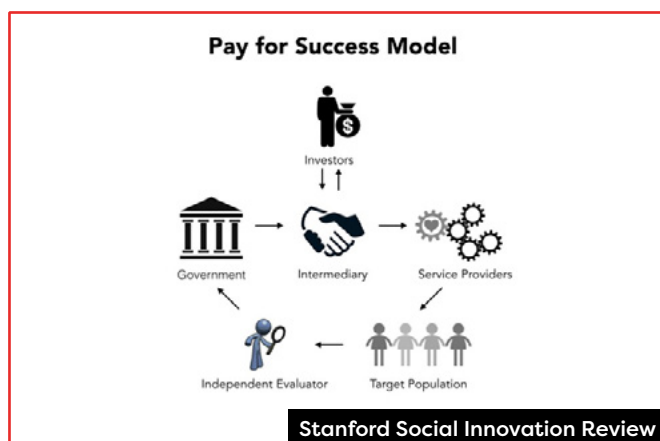 Pay for Success Model
$
Investors
Government
Intermediary
Service Providers
Independent Evaluator
Target Population
Stanford Social Innovation Review